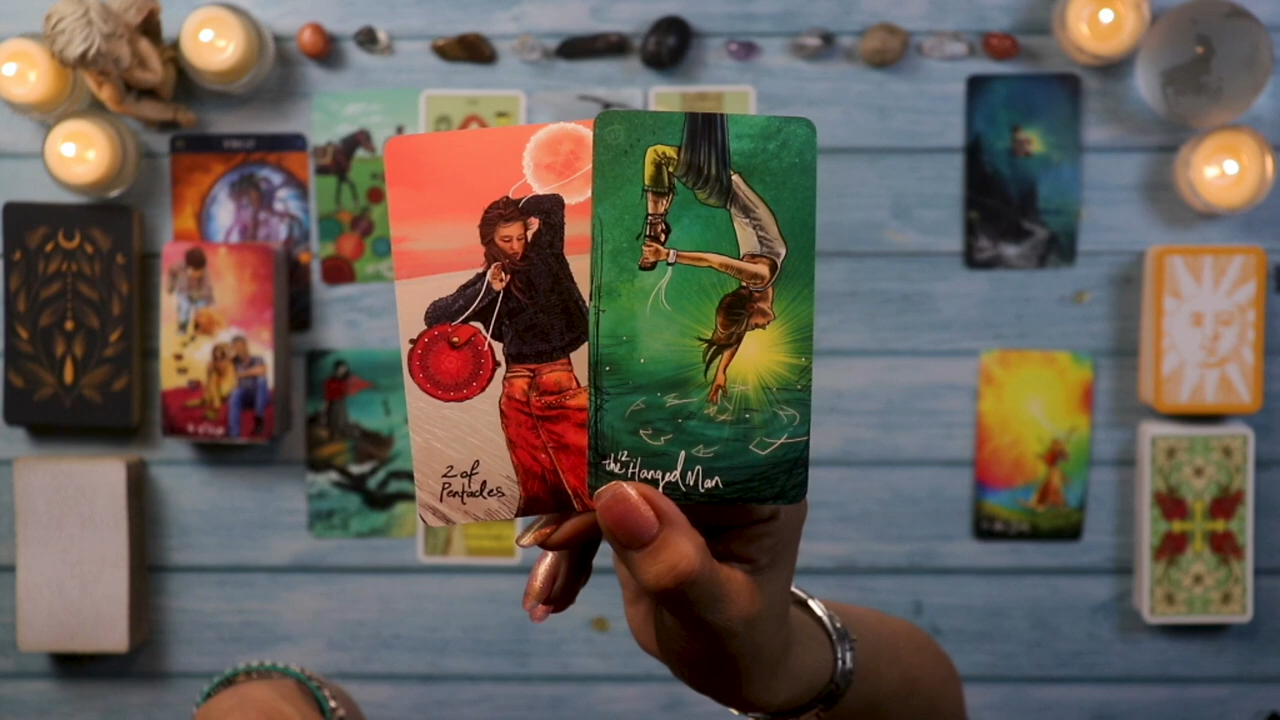 2 of
Pentacles
the 12 Hanged Man